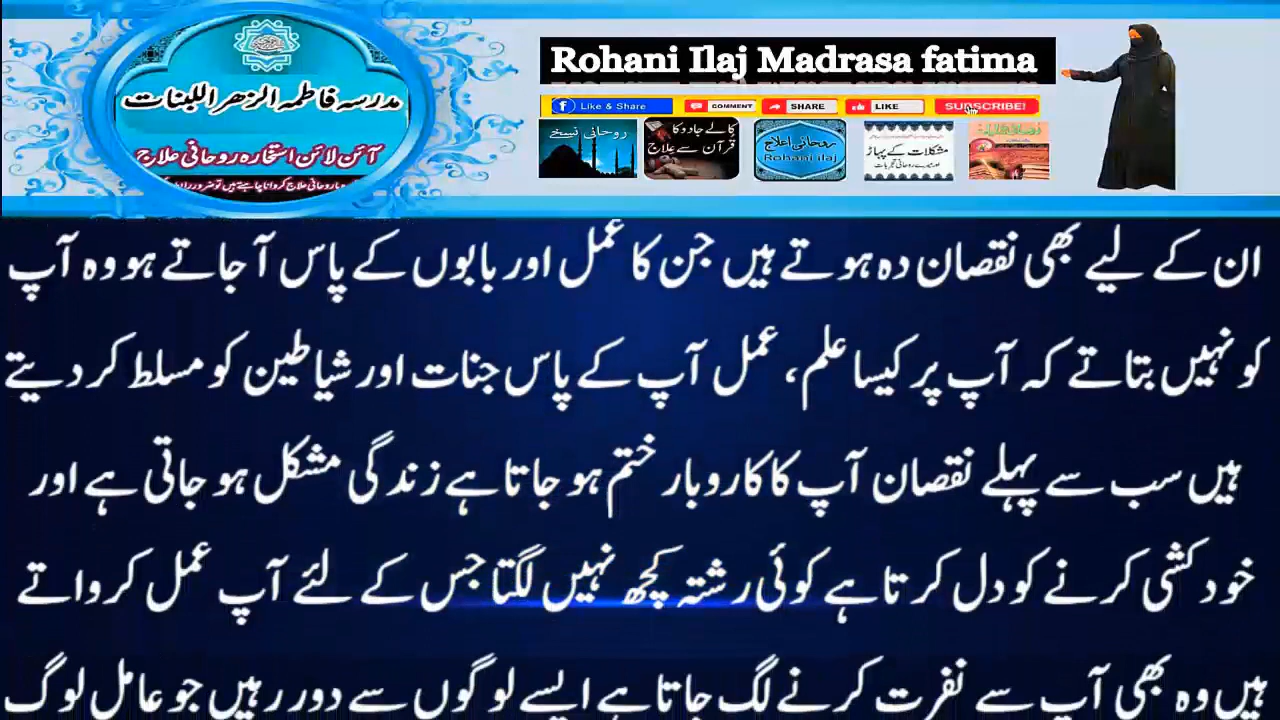 مدرسہ فاطمہ الزھرا للبنات
آئن لائن استخارہ روحانی علاج
Rohani Ilaj Madrasa fatima
Like & Share
COMMENT
SHARE
LIKE
SUBSCRIBE!
روحانی نسخ
کالے جادو کا
قرآن سے علاج
روحانی علاج
Rohani ilaj
مشکلات کے پہاڑ
ان کے لیے بھی نقصان دہ ہوتے ہیں جن کا عمل اور بابوں کے پاس آ جاتے ہو وہ آپ
کو نہیں بتاتے کہ آپ پر کیسا علم، عمل آپ کے پاس جنات اور شیاطین کو مسلط کر دیتے
ہیں سب سے پہلے نقصان آپ کا کاروبار ختم ہو جاتا ہے زندگی مشکل ہو جاتی ہے اور
خود کشی کرنے کو دل کرتا ہے کوئی رشتہ کچھ نہیں لگتا جس کے لئے آپ عمل کرواتے
ہیں وہ بھی آپ سے نفرت کرنے لگ جاتا ہے ایسے لوگوں سے دور رہیں جو عامل لوگ